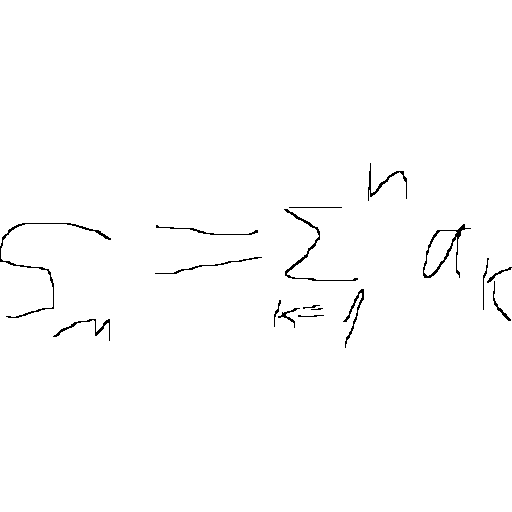 $S_n = \sum_{k=1}^{n} a_k$